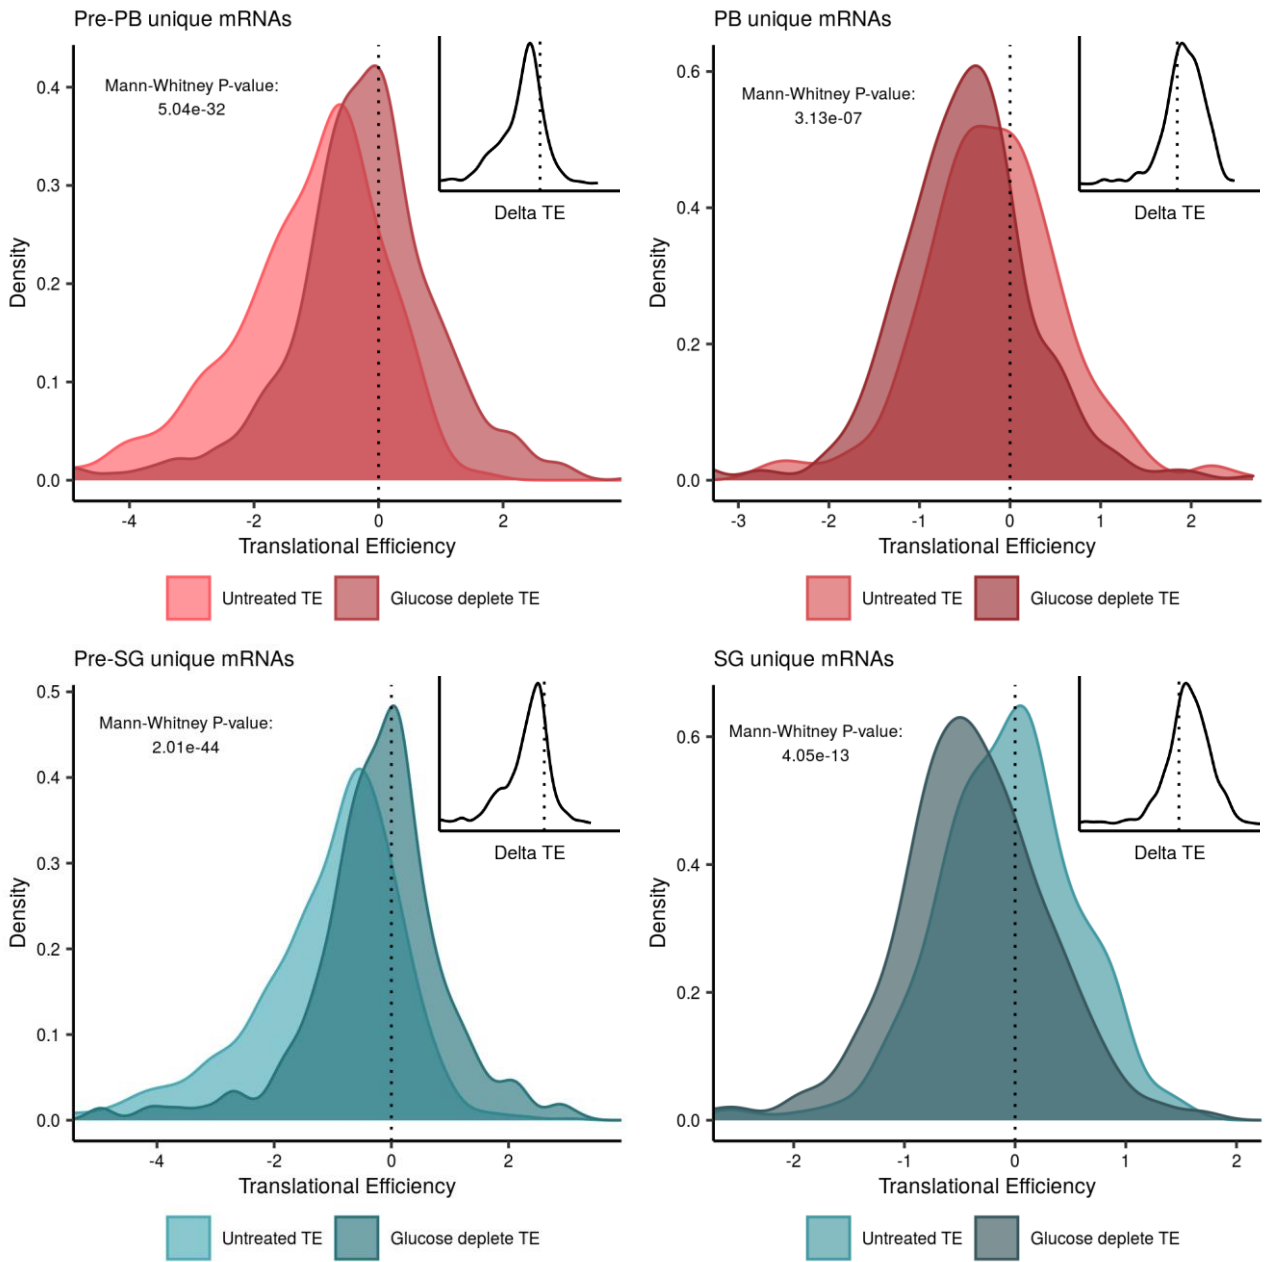 Pre-PB unique mRNAs
Mann-Whitney P-value:
5.04e-32
Delta TE
Density
0.4
0.3
0.2
0.1
0.0
-4 -2 0 2
Translational Efficiency
Untreated TE Glucose deplete TE
PB unique mRNAs
Mann-Whitney P-value:
3.13e-07
Delta TE
Density
0.6
0.4
0.2
0.0
-3 -2 -1 0 1 2
Translational Efficiency
Untreated TE Glucose deplete TE
Pre-SG unique mRNAs
Mann-Whitney P-value:
2.01e-44
Delta TE
Density
0.5
0.4
0.3
0.2
0.1
0.0
-4 -2 0 2
Translational Efficiency
Untreated TE Glucose deplete TE
SG unique mRNAs
Mann-Whitney P-value:
4.05e-13
Delta TE
Density
0.6
0.4
0.2
0.0
-2 -1 0 1 2
Translational Efficiency
Untreated TE Glucose deplete TE